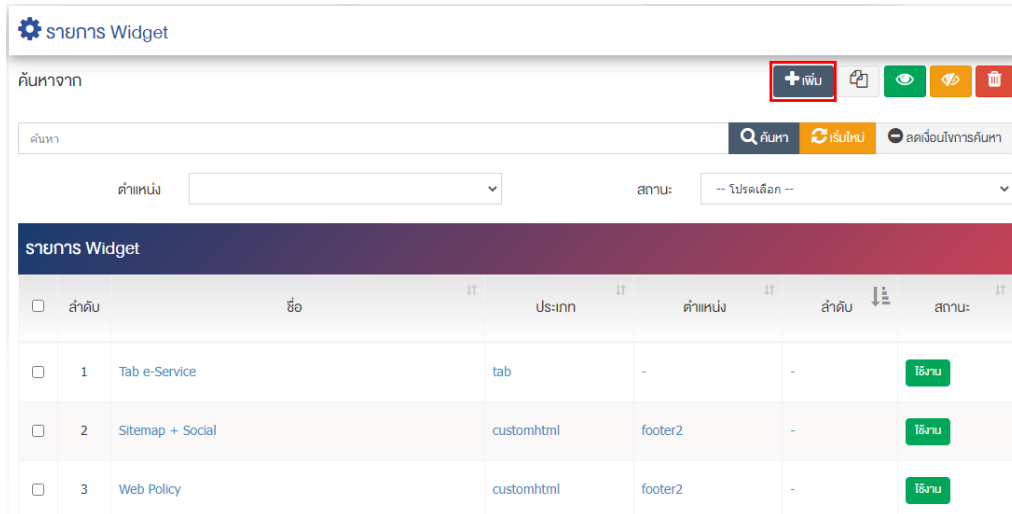 รายการ Widget
ค้นหาจาก
เพิ่ม
ค้นหา ค้นหา เริ่มใหม่ ลดเงื่อนไขการค้นหา
ตำแหน่ง สถานะ -- โปรดเลือก --
รายการ Widget
ลำดับ ชื่อ ประเภท ตำแหน่ง ลำดับ สถานะ
1 Tab e-Service tab - - ใช้งาน
2 Sitemap + Social customhtml footer2 - ใช้งาน
3 Web Policy customhtml footer2 - ใช้งาน